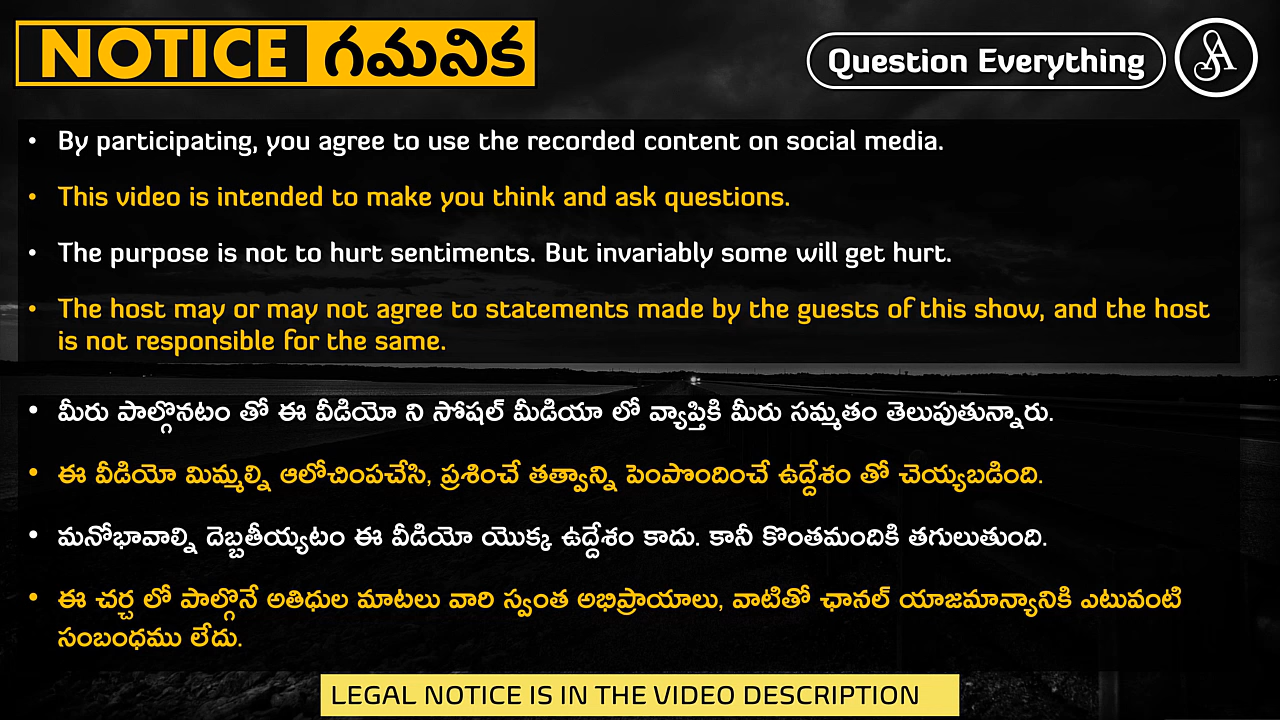 NOTICE గమనిక
Question Everything
• By participating, you agree to use the recorded content on social media.
• This video is intended to make you think and ask questions.
• The purpose is not to hurt sentiments. But invariably some will get hurt.
• The host may or may not agree to statements made by the guests of this show, and the host
is not responsible for the same.
• మీరు పాల్గొనటం తో ఈ వీడియో ని సోషల్ మీడియా లో వ్యాప్తికి మీరు సమ్మతం తెలుపుతున్నారు.
• ఈ వీడియో మిమ్మల్ని ఆలోచింపచేసి, ప్రశించే తత్వాన్ని పెంపొందించే ఉద్దేశం తో చెయ్యబడింది.
• మనోభావాల్ని దెబ్బతీయ్యటం ఈ వీడియో యొక్క ఉద్దేశం కాదు. కానీ కొంతమందికి తగులుతుంది.
• ఈ చర్చ లో పాల్గొనే అతిధుల మాటలు వారి స్వంత అభిప్రాయాలు, వాటితో ఛానల్ యాజమాన్యానికి ఎటువంటి
సంబంధము లేదు.
LEGAL NOTICE IS IN THE VIDEO DESCRIPTION